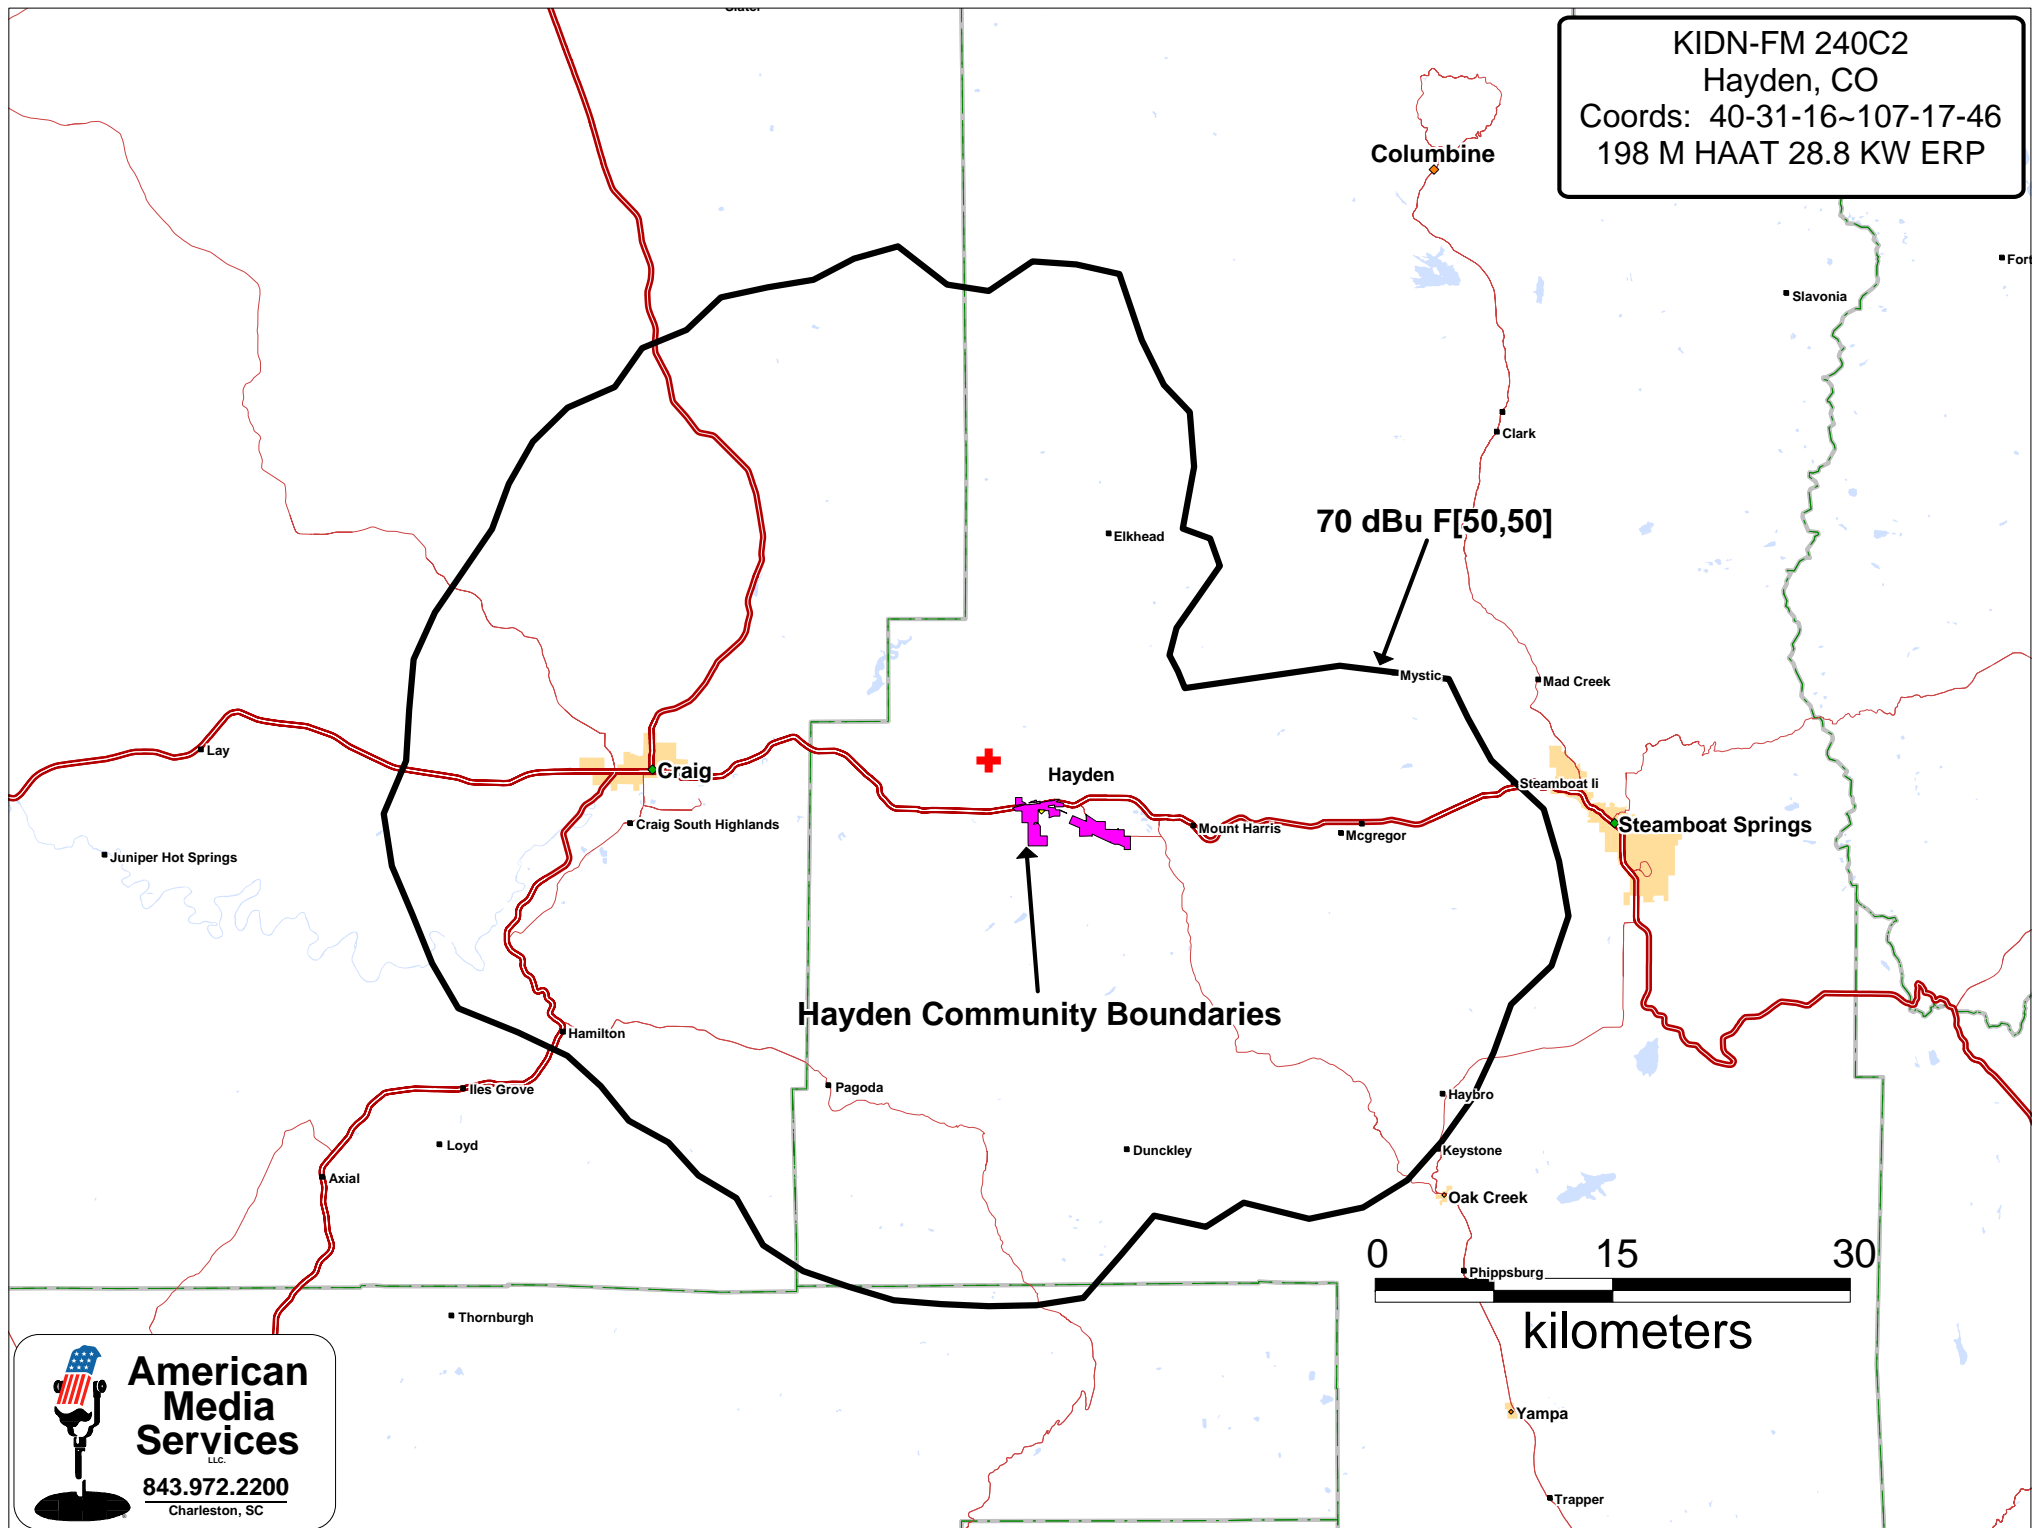 Slater
KIDN-FM 240C2
Hayden, CO
Coords: 40-31-16~107-17-46
198 M HAAT 28.8 KW ERP
Columbine
Fort
Slavonia
Clark
70 dBu F[50,50]
Elkhead
Mystic
Mad Creek
Lay
Craig
Hayden
Steamboat Ii
Craig South Highlands
Mount Harris
Mcgregor
Steamboat Springs
Juniper Hot Springs
Hayden Community Boundaries
Hamilton
Iles Grove
Pagoda
Haybro
Loyd
Dunckley
Keystone
Axial
Oak Creek
0 15 30
Phippsburg
kilometers
Thornburgh
American
Media
Services
LLC.
843.972.2200
Charleston, SC
Yampa
Trapper